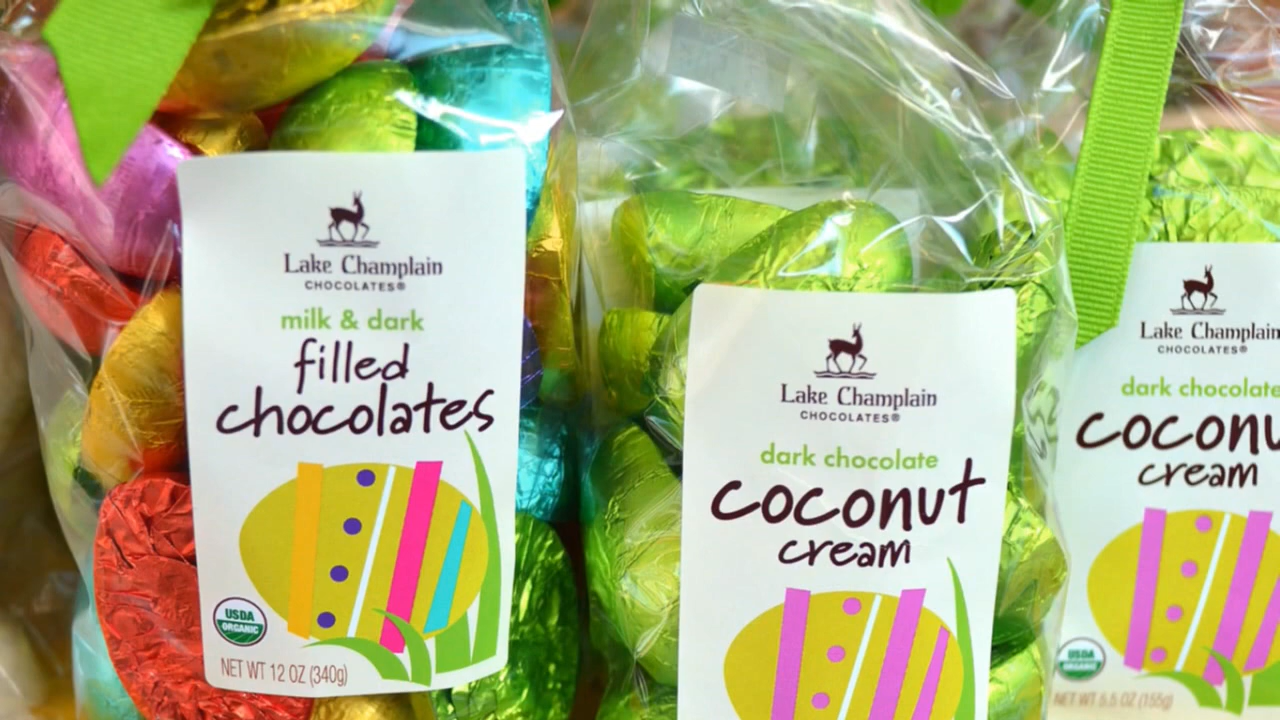 Lake Champlain
CHOCOLATES®
milk & dark
filled
chocolates
USDA
ORGANIC
NET WT 12 OZ (340g)
Lake Champlain
CHOCOLATES®
dark chocolate
coconut
cream
Lake Champlain
CHOCOLATES®
dark chocolate
coconu
cream
USDA
ORGANIC
NET WT 5.5 OZ (155g)